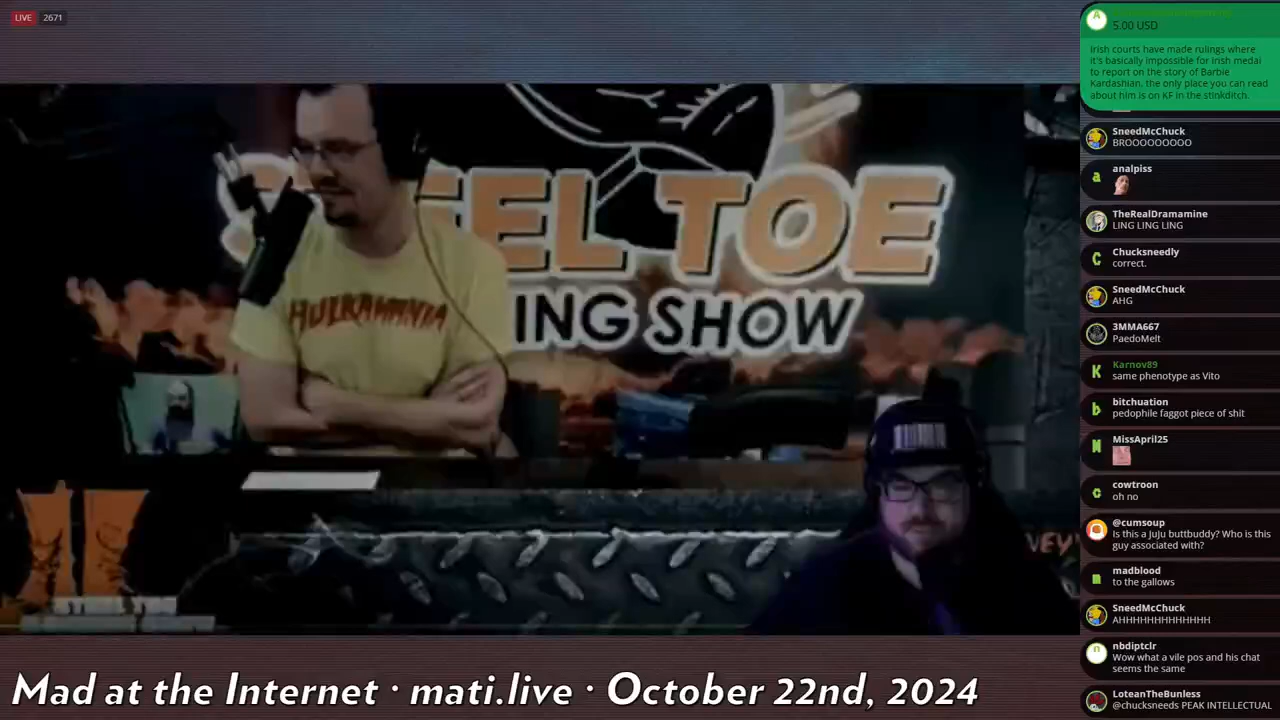 LIVE 2671
5.00 USD
Irish courts have made rulings where
it's basically impossible for Irish medai
to report on the story of Barbie
Kardashian, the only place you can read
about him is on KF in the stinkditch.
SneedMcChuck
BROOOOOOOOO
analpiss
TheRealDramamine
LING LING LING
Chucksneedly
correct.
SneedMcChuck
AHG
3MMA667
PaedoMelt
Karnov89
same phenotype as Vito
bitchuation
pedophile faggot piece of shit
MissApril25
cowtroon
oh no
@cumsoup
Is this a JuJu buttbuddy? Who is this
guy associated with?
madblood
to the gallows
SneedMcChuck
AHHHHHHHHHHHHH
nbdiptclr
Wow what a vile pos and his chat
seems the same
LoteanTheBunless
@chucksneeds PEAK INTELLECTUAL
EEL TOE
ING SHOW
HULKAMANIA
Mad at the Internet · mati.live · October 22nd, 2024